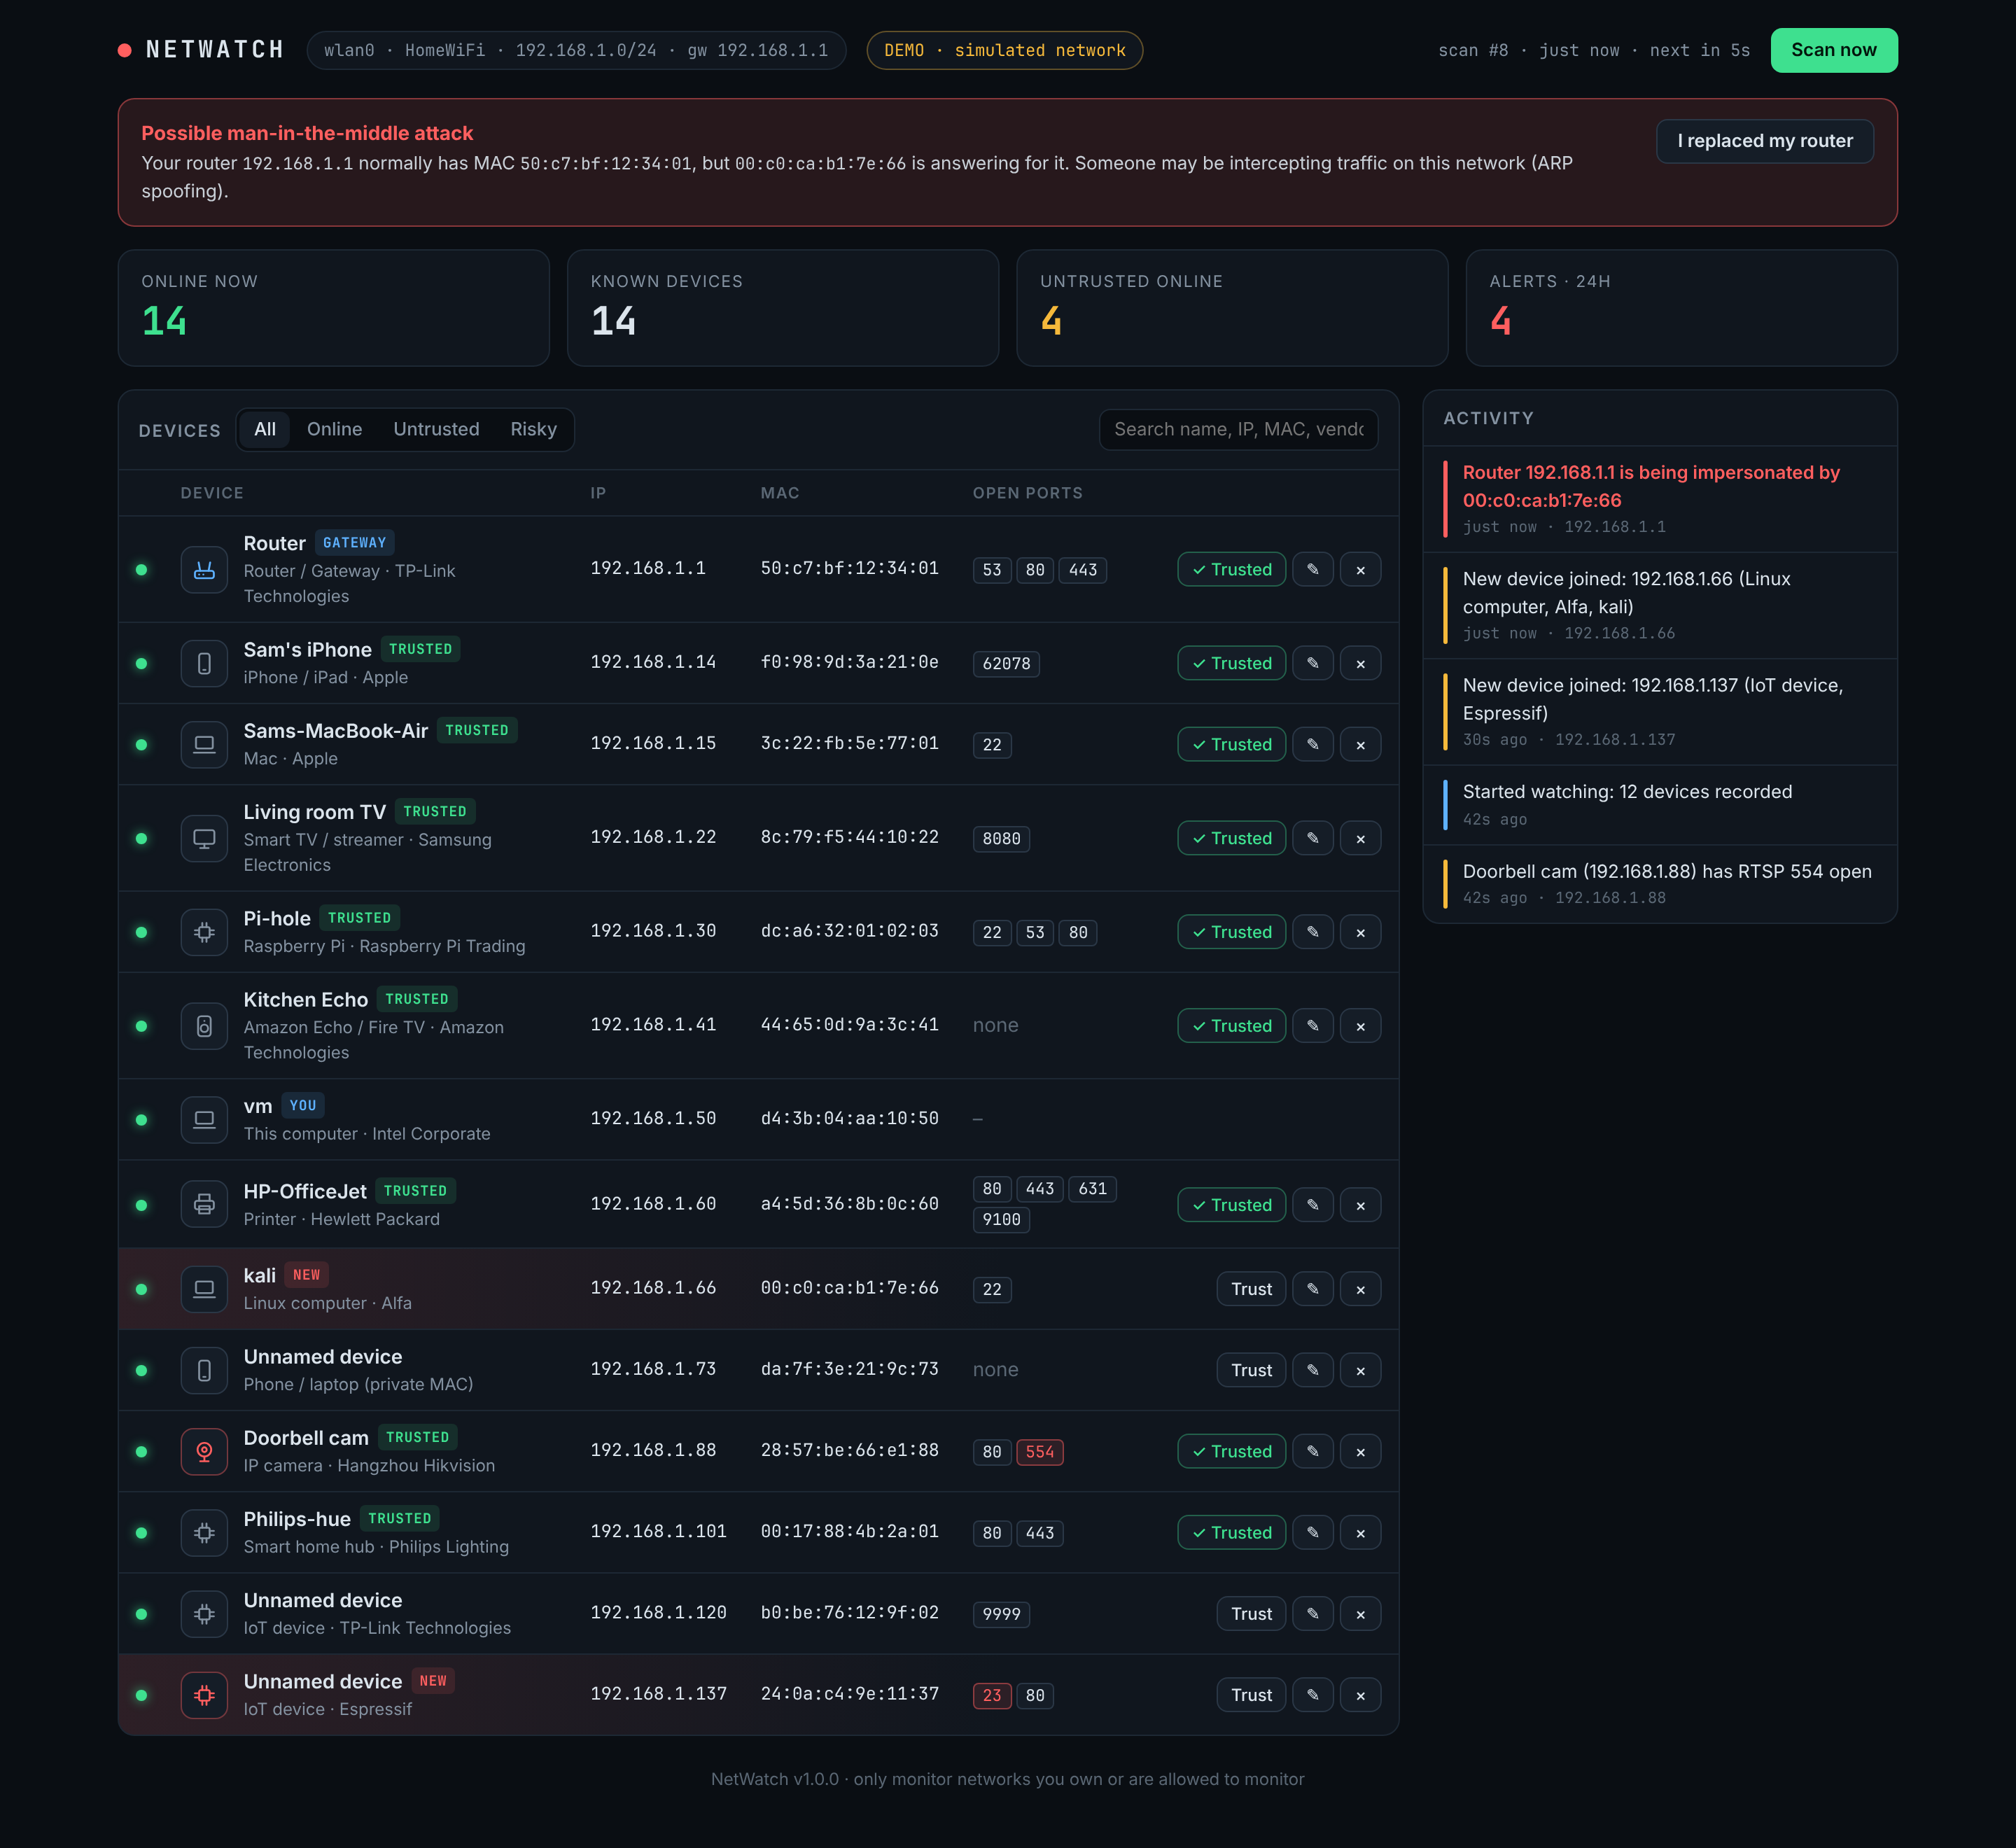 NETWATCH
wlan0 · HomeWiFi · 192.168.1.0/24 · gw 192.168.1.1
DEMO · simulated network
scan #8 · just now · next in 5s
Scan now
Possible man-in-the-middle attack
Your router 192.168.1.1 normally has MAC 50:c7:bf:12:34:01, but 00:c0:ca:b1:7e:66 is answering for it. Someone may be intercepting traffic on this network (ARP
spoofing).
I replaced my router
ONLINE NOW
14
KNOWN DEVICES
14
UNTRUSTED ONLINE
4
ALERTS · 24H
4
DEVICES
All Online Untrusted Risky
Search name, IP, MAC, vendo
DEVICE IP MAC OPEN PORTS
Router GATEWAY
Router / Gateway · TP-Link
Technologies
192.168.1.1 50:c7:bf:12:34:01 53 80 443 ✓ Trusted ✎ ×
Sam's iPhone TRUSTED
iPhone / iPad · Apple
192.168.1.14 f0:98:9d:3a:21:0e 62078 ✓ Trusted ✎ ×
Sams-MacBook-Air TRUSTED
Mac · Apple
192.168.1.15 3c:22:fb:5e:77:01 22 ✓ Trusted ✎ ×
Living room TV TRUSTED
Smart TV / streamer · Samsung
Electronics
192.168.1.22 8c:79:f5:44:10:22 8080 ✓ Trusted ✎ ×
Pi-hole TRUSTED
Raspberry Pi · Raspberry Pi Trading
192.168.1.30 dc:a6:32:01:02:03 22 53 80 ✓ Trusted ✎ ×
Kitchen Echo TRUSTED
Amazon Echo / Fire TV · Amazon
Technologies
192.168.1.41 44:65:0d:9a:3c:41 none ✓ Trusted ✎ ×
vm YOU
This computer · Intel Corporate
192.168.1.50 d4:3b:04:aa:10:50 –
HP-OfficeJet TRUSTED
Printer · Hewlett Packard
192.168.1.60 a4:5d:36:8b:0c:60 80 443 631
9100
✓ Trusted ✎ ×
kali NEW
Linux computer · Alfa
192.168.1.66 00:c0:ca:b1:7e:66 22 Trust ✎ ×
Unnamed device
Phone / laptop (private MAC)
192.168.1.73 da:7f:3e:21:9c:73 none Trust ✎ ×
Doorbell cam TRUSTED
IP camera · Hangzhou Hikvision
192.168.1.88 28:57:be:66:e1:88 80 554 ✓ Trusted ✎ ×
Philips-hue TRUSTED
Smart home hub · Philips Lighting
192.168.1.101 00:17:88:4b:2a:01 80 443 ✓ Trusted ✎ ×
Unnamed device
IoT device · TP-Link Technologies
192.168.1.120 b0:be:76:12:9f:02 9999 Trust ✎ ×
Unnamed device NEW
IoT device · Espressif
192.168.1.137 24:0a:c4:9e:11:37 23 80 Trust ✎ ×
ACTIVITY
Router 192.168.1.1 is being impersonated by
00:c0:ca:b1:7e:66
just now · 192.168.1.1
New device joined: 192.168.1.66 (Linux
computer, Alfa, kali)
just now · 192.168.1.66
New device joined: 192.168.1.137 (IoT device,
Espressif)
30s ago · 192.168.1.137
Started watching: 12 devices recorded
42s ago
Doorbell cam (192.168.1.88) has RTSP 554 open
42s ago · 192.168.1.88
NetWatch v1.0.0 · only monitor networks you own or are allowed to monitor